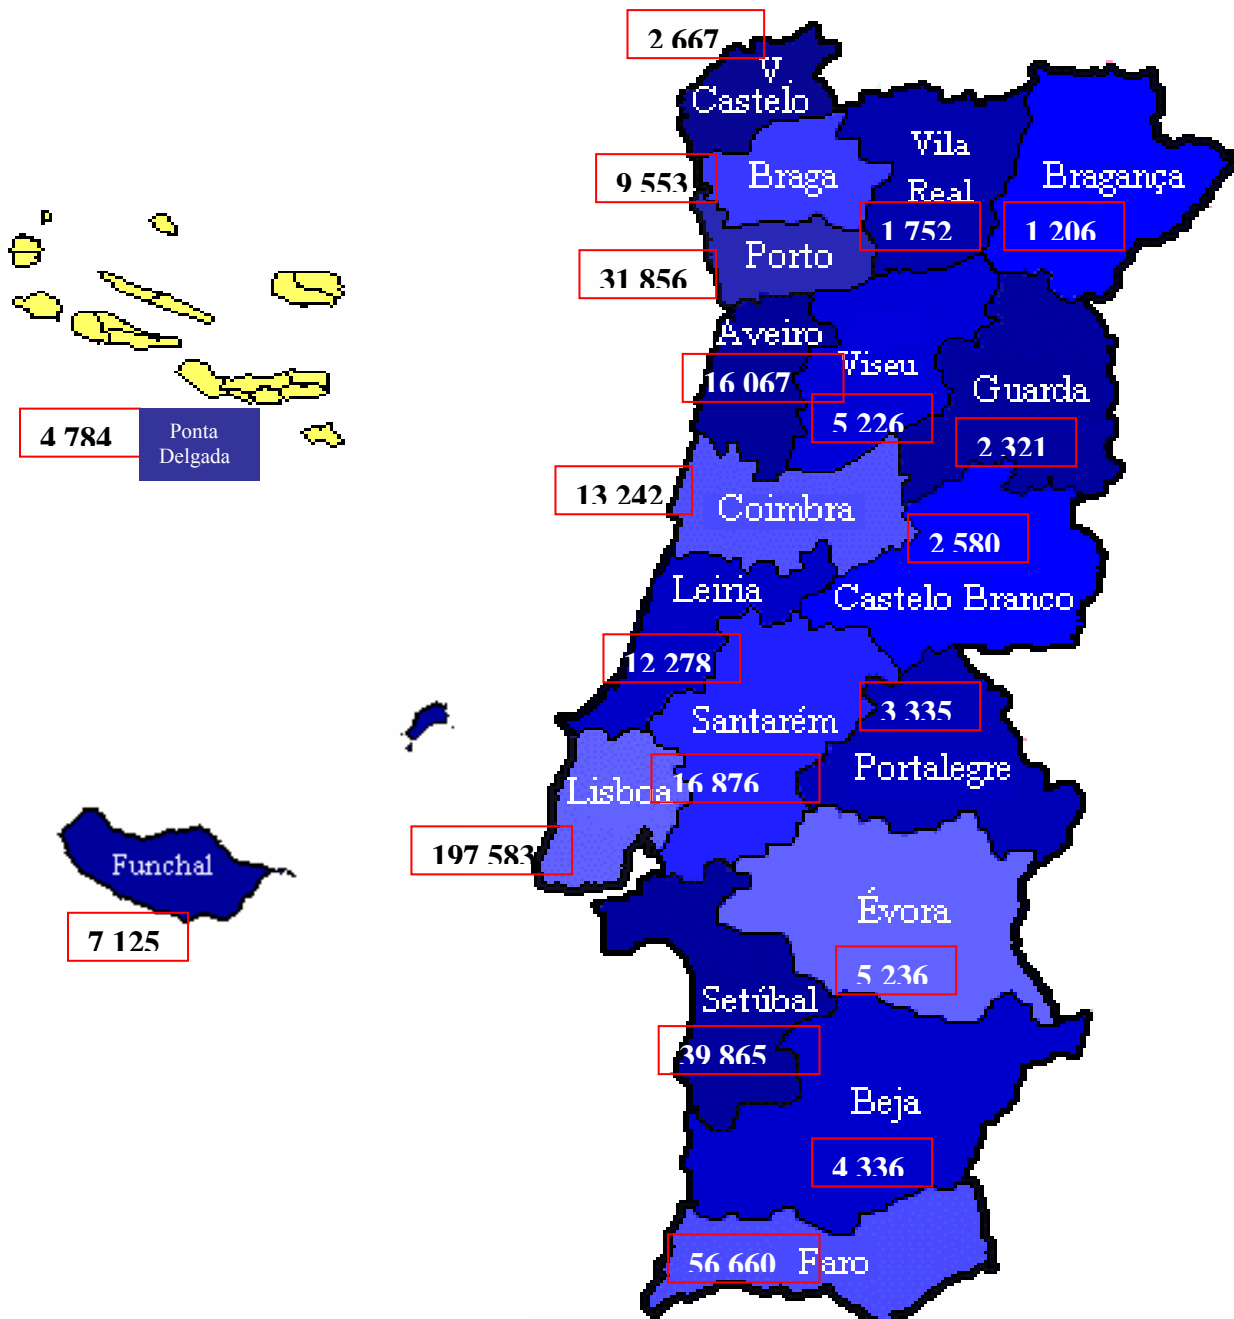 2 667
V
Castelo
9 553
Braga
Vila
Real
1 752
Bragança
1 206
31 856
Porto
Aveiro
16 067
Viseu
5 226
Guarda
2 321
P
4 784
Ponta
Delgada
13 242
Coimbra
2 580
Castelo Branco
Leiria
12 278
Santarém
16 876
3 335
Portalegre
Lisboa
197 583
Funchal
7 125
Évora
5 236
Setúbal
39 865
Beja
4 336
56 660
Faro